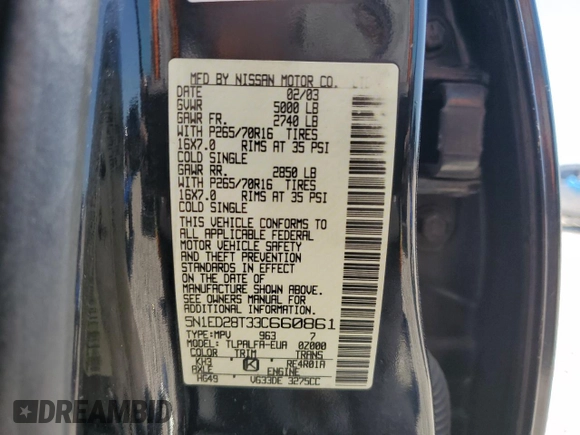 MFD BY NISSAN MOTOR CO.
DATE 02/03
GVWR 5000 LB
GAWR FR. 2740 LB
WITH P265/70R16 TIRES
16X7.0 RIMS AT 35 PSI
COLD SINGLE
GAWR RR. 2850 LB
WITH P265/70R16 TIRES
16X7.0 RIMS AT 35 PSI
COLD SINGLE
THIS VEHICLE CONFORMS TO
ALL APPLICABLE FEDERAL
MOTOR VEHICLE SAFETY
AND THEFT PREVENTION
STANDARDS IN EFFECT
ON THE DATE OF
MANUFACTURE SHOWN ABOVE.
SEE OWNERS MANUAL FOR
ADDITIONAL INFORMATION
5N1ED28T33C660861
TYPE:MPV 963 7
MODEL: TLPALFA-EUA 0Z000
COLOR TRIM TRANS
KH3 K RE4R01A
AXLE ENGINE
HG49 VG33DE 3275CC
AUTOBIDMASTER